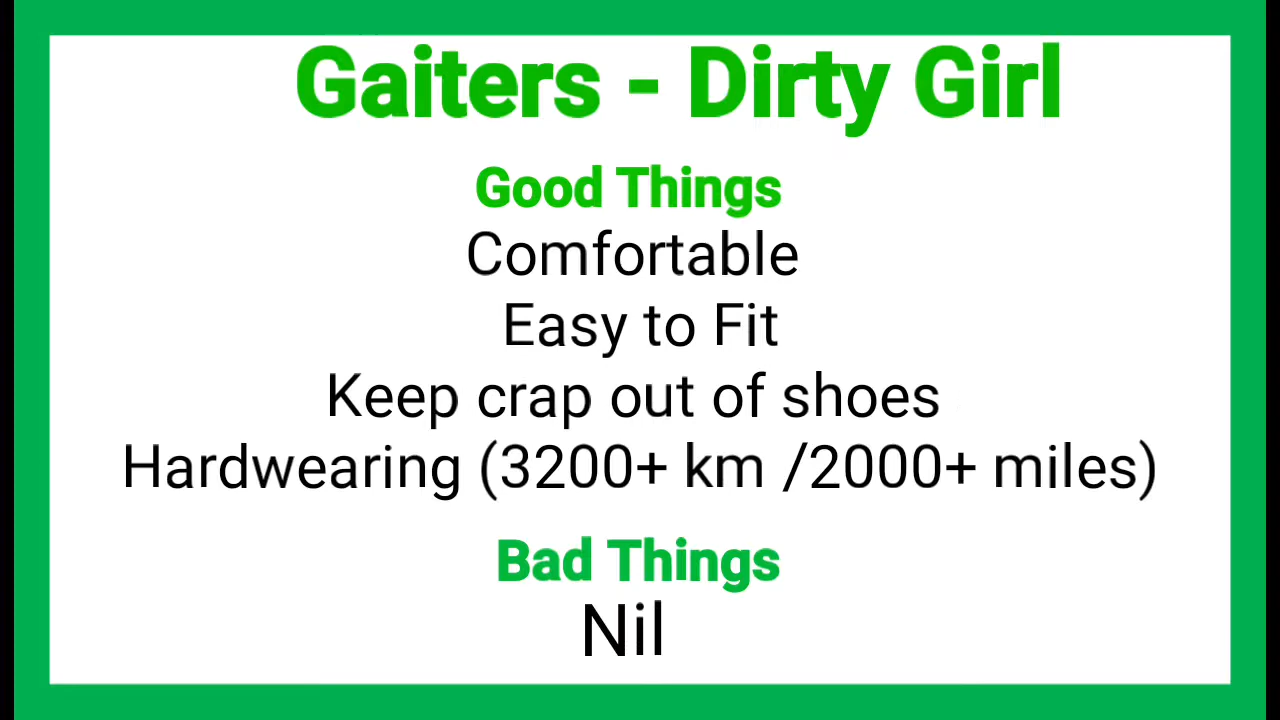 Gaiters - Dirty Girl
Good Things
Comfortable
Easy to Fit
Keep crap out of shoes
Hardwearing (3200+ km /2000+ miles)
Bad Things
Nil